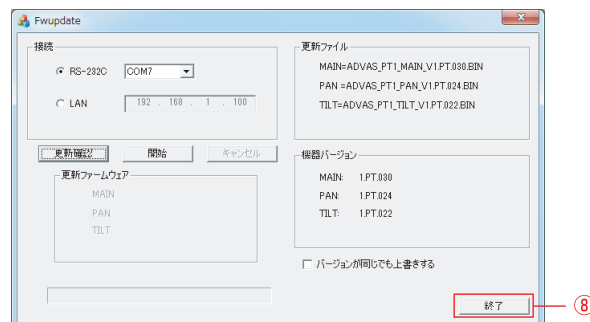 Fwupdate
接続
RS-232C COM7
LAN 192 . 168 . 1 . 100
更新確認 開始 キャンセル
更新ファームウェア
MAIN
PAN
TILT
更新ファイル
MAIN=ADVAS_PT1_MAIN_V1.PT.030.BIN
PAN =ADVAS_PT1_PAN_V1.PT.024.BIN
TILT=ADVAS_PT1_TILT_V1.PT.022.BIN
機器バージョン
MAIN: 1.PT.030
PAN: 1.PT.024
TILT: 1.PT.022
バージョンが同じでも上書きする
終了
⑧